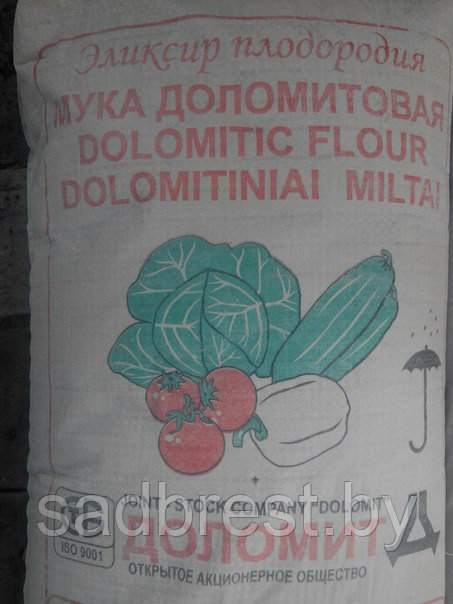 Эликсир плодородия
МУКА ДОЛОМИТОВАЯ
DOLOMITIC FLOUR
DOLOMITINIAI MILTAI
JOINT - STOCK COMPANY "DOLOMIT"
ДОЛОМИТ
Д
ISO 9001
ОТКРЫТОЕ АКЦИОНЕРНОЕ ОБЩЕСТВО
sadbrest.by